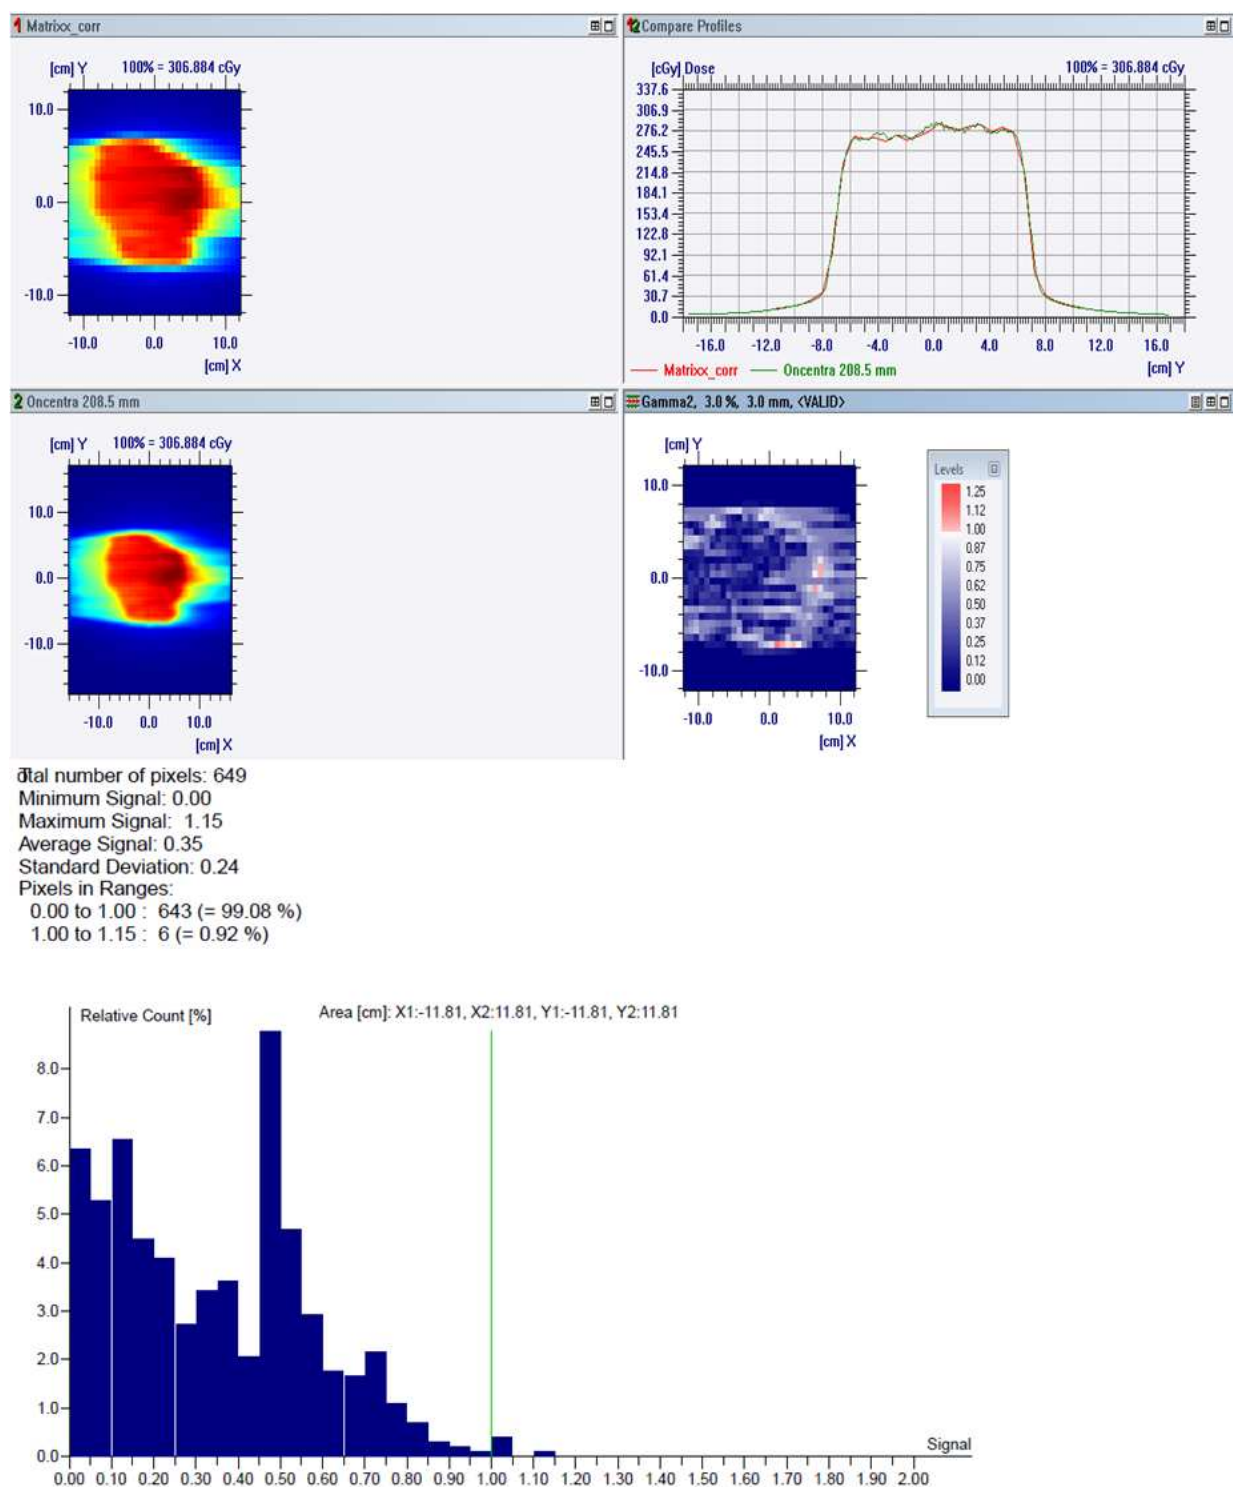 1 Matrixx_corr
[cm] Y 100% = 306.884 cGy
10.0
0.0
-10.0
-10.0 0.0 10.0
[cm] X
12 Compare Profiles
[cGy] Dose 100% = 306.884 cGy
337.6
306.9
276.2
245.5
214.8
184.1
153.4
122.8
92.1
61.4
30.7
0.0
-16.0 -12.0 -8.0 -4.0 0.0 4.0 8.0 12.0 16.0
[cm] Y
Matrixx_corr Oncentra 208.5 mm
2 Oncentra 208.5 mm
[cm] Y 100% = 306.884 cGy
10.0
0.0
-10.0
-10.0 0.0 10.0
[cm] X
Gamma2, 3.0 %, 3.0 mm, <VALID>
[cm] Y
10.0
0.0
-10.0
-10.0 0.0 10.0
[cm] X
Levels
1.25
1.12
1.00
0.87
0.75
0.62
0.50
0.37
0.25
0.12
0.00
number of pixels: 649
Minimum Signal: 0.00
Maximum Signal: 1.15
Average Signal: 0.35
Standard Deviation: 0.24
Pixels in Ranges:
0.00 to 1.00 : 643 (= 99.08 %)
1.00 to 1.15 : 6 (= 0.92 %)
Relative Count [%] Area [cm]: X1:-11.81, X2:11.81, Y1:-11.81, Y2:11.81
8.0
7.0
6.0
5.0
4.0
3.0
2.0
1.0
0.0
Signal
0.00 0.10 0.20 0.30 0.40 0.50 0.60 0.70 0.80 0.90 1.00 1.10 1.20 1.30 1.40 1.50 1.60 1.70 1.80 1.90 2.00